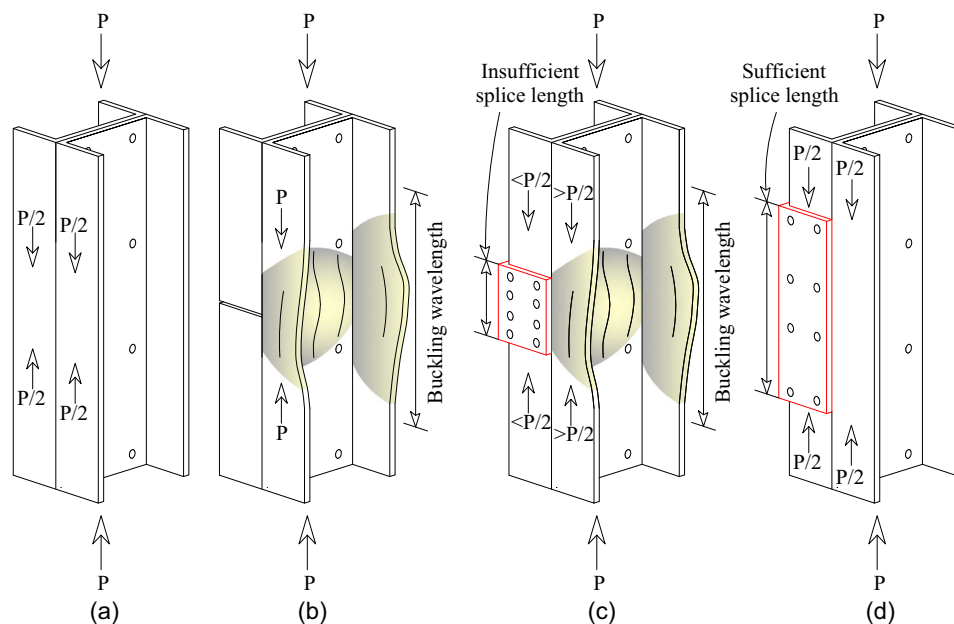 P
P
P
P
Insufficient
splice length
Sufficient
splice length
P/2
P/2
P
<P/2
>P/2
P/2
P/2
Buckling wavelength
Buckling wavelength
P/2
P/2
P
<P/2
>P/2
P/2
P/2
P
P
P
P
(a)
(b)
(c)
(d)